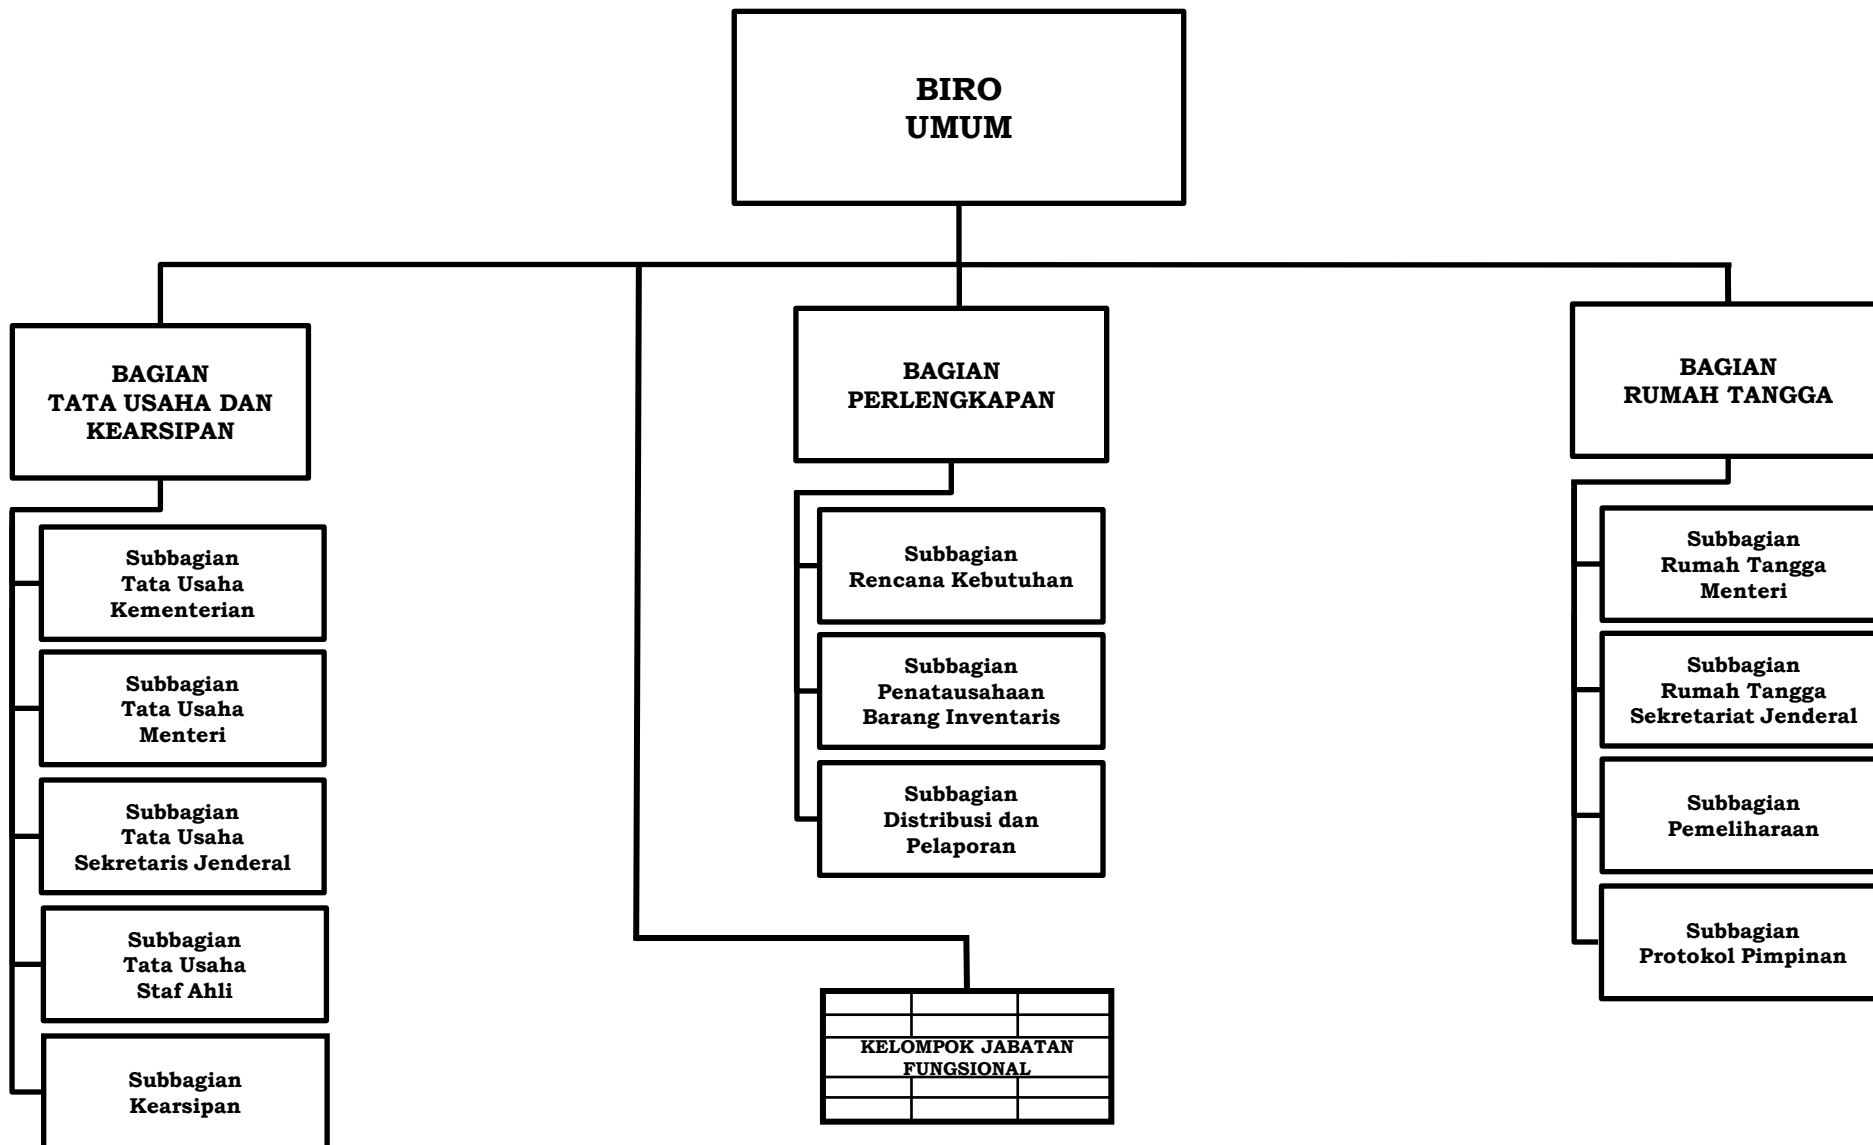 BIRO
UMUM
BAGIAN
TATA USAHA DAN
KEARSIPAN
BAGIAN
PERLENGKAPAN
BAGIAN
RUMAH TANGGA
Subbagian
Tata Usaha
Kementerian
Subbagian
Tata Usaha
Menteri
Subbagian
Tata Usaha
Sekretaris Jenderal
Subbagian
Tata Usaha
Staf Ahli
Subbagian
Kearsipan
Subbagian
Rencana Kebutuhan
Subbagian
Penatausahaan
Barang Inventaris
Subbagian
Distribusi dan
Pelaporan
KELOMPOK JABATAN
FUNGSIONAL
Subbagian
Rumah Tangga
Menteri
Subbagian
Rumah Tangga
Sekretariat Jenderal
Subbagian
Pemeliharaan
Subbagian
Protokol Pimpinan